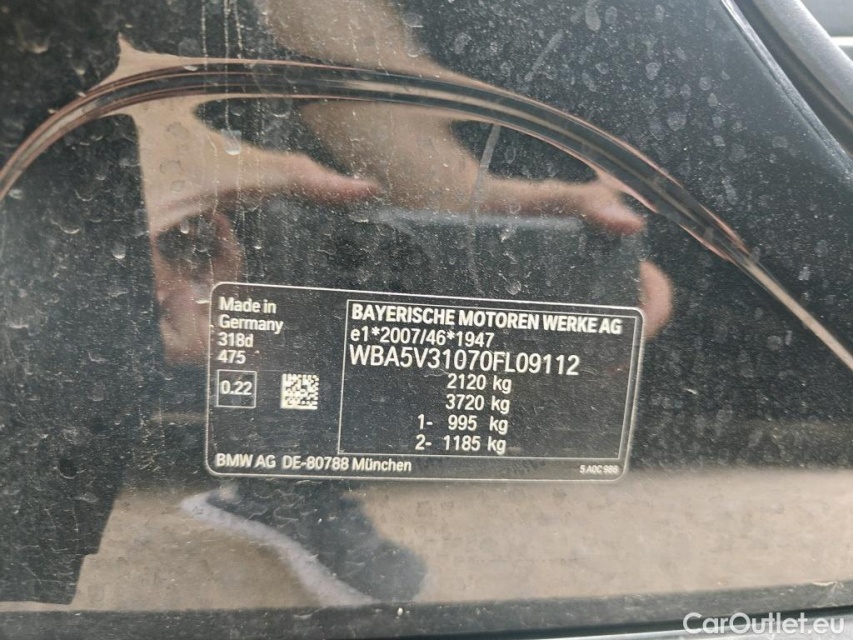 Made in
Germany
318d
475
0.22
BAYERISCHE MOTOREN WERKE AG
e1*2007/46*1947
WBA5V31070FL09112
2120 kg
3720 kg
1- 995 kg
2- 1185 kg
BMW AG DE-80788 München
5 A0C 986
CarOutlet.eu